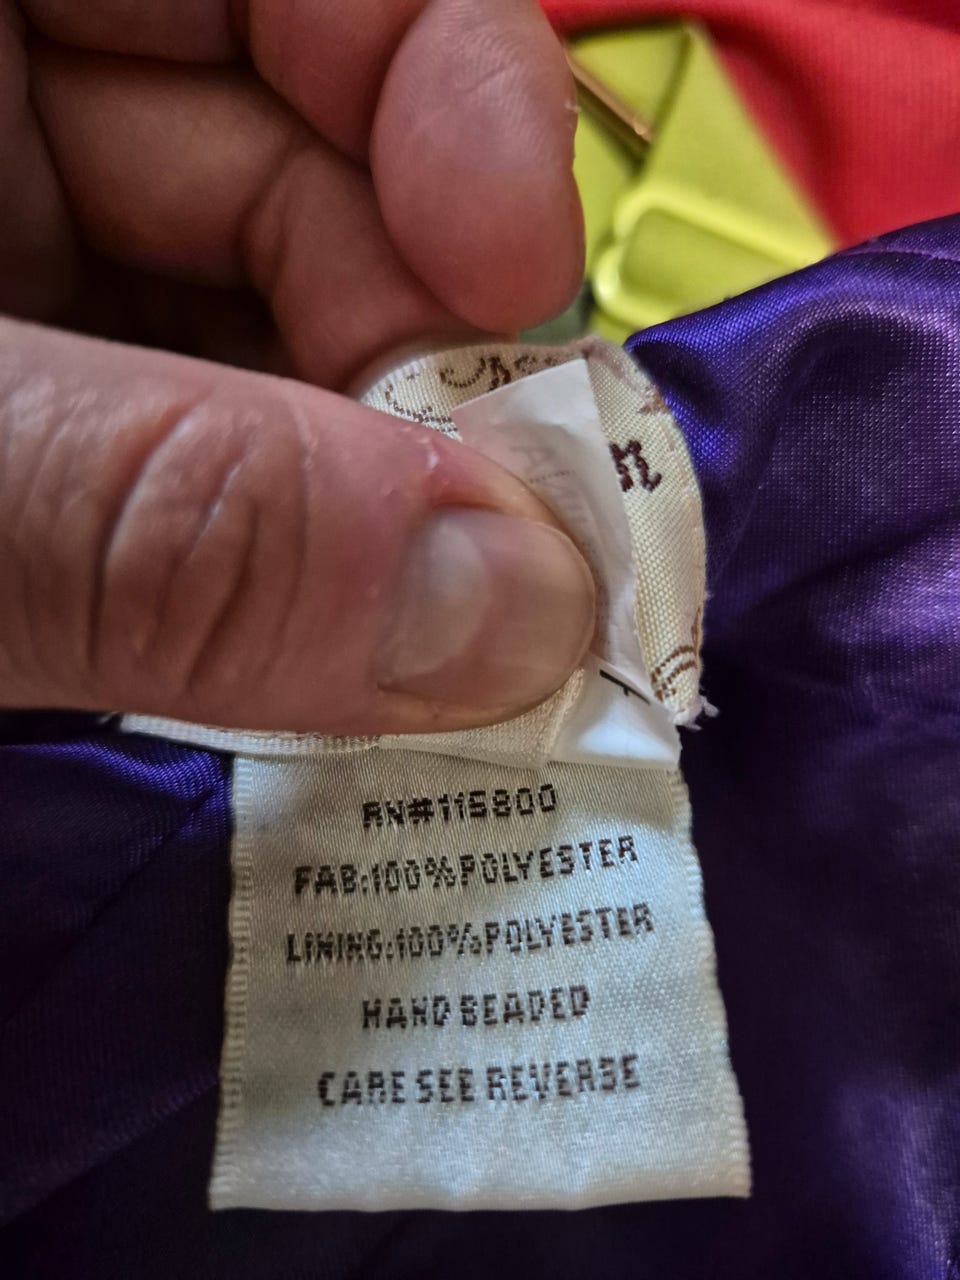 RN#115800
FAB:100%POLYESTER
LINING:100%POLYESTER
HAND BEADED
CARE SEE REVERSE